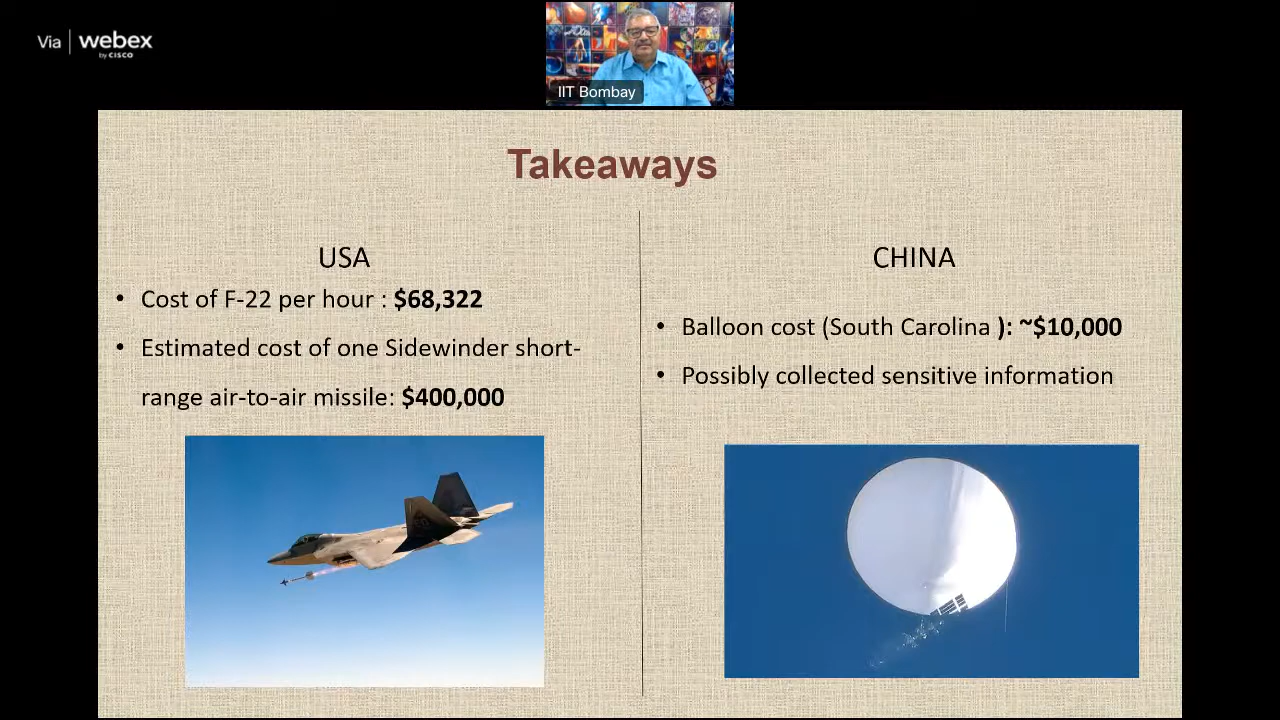 Via | webex
by CISCO
IIT Bombay
Takeaways
USA
• Cost of F-22 per hour : $68,322
• Estimated cost of one Sidewinder short-
range air-to-air missile: $400,000
CHINA
• Balloon cost (South Carolina ): ~$10,000
• Possibly collected sensitive information